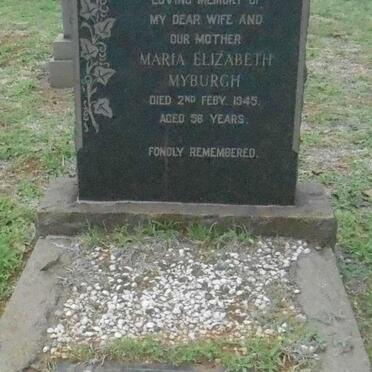 LOVING MEMORY OF
MY DEAR WIFE AND
OUR MOTHER
MARIA ELIZABETH
MYBURGH
DIED 2ND FEBY. 1945.
AGED 56 YEARS.
FONDLY REMEMBERED.